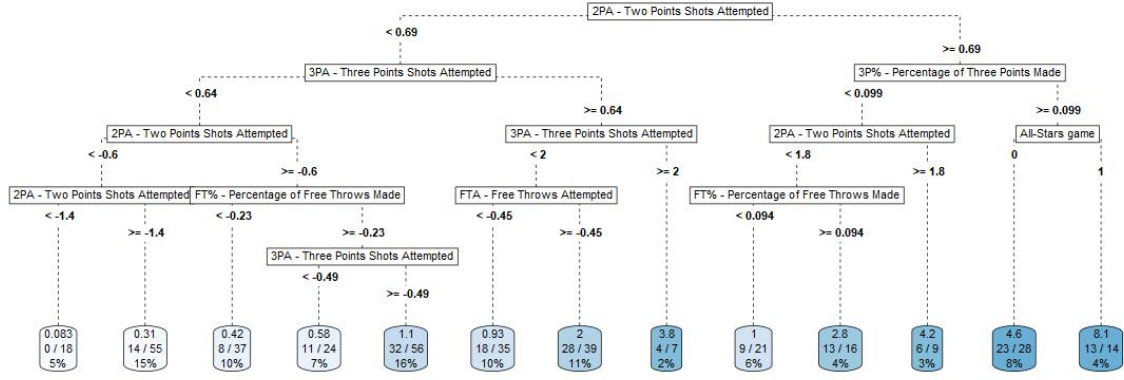 2PA - Two Points Shots Attempted
< 0.69
>= 0.69
3PA - Three Points Shots Attempted
3P% - Percentage of Three Points Made
< 0.64
>= 0.64
< 0.099
>= 0.099
2PA - Two Points Shots Attempted
3PA - Three Points Shots Attempted
2PA - Two Points Shots Attempted
All-Stars game
< -0.6
>= -0.6
< 2
>= 2
< 1.8
>= 1.8
0
1
2PA - Two Points Shots Attempted
FT% - Percentage of Free Throws Made
FTA - Free Throws Attempted
FT% - Percentage of Free Throws Made
< -1.4
>= -1.4
< -0.23
>= -0.23
< -0.45
>= -0.45
< 0.094
>= 0.094
3PA - Three Points Shots Attempted
< -0.49
>= -0.49
0.083
0 / 18
5%
0.31
14 / 55
15%
0.42
8 / 37
10%
0.58
11 / 24
7%
1.1
32 / 56
16%
0.93
18 / 35
10%
2
28 / 39
11%
3.8
4 / 7
2%
1
9 / 21
6%
2.8
13 / 16
4%
4.2
6 / 9
3%
4.6
23 / 28
8%
8.1
13 / 14
4%